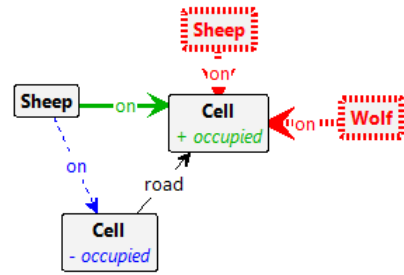 Sheep
on
Sheep
on
Cell
+ occupied
on
Wolf
on
road
Cell
- occupied